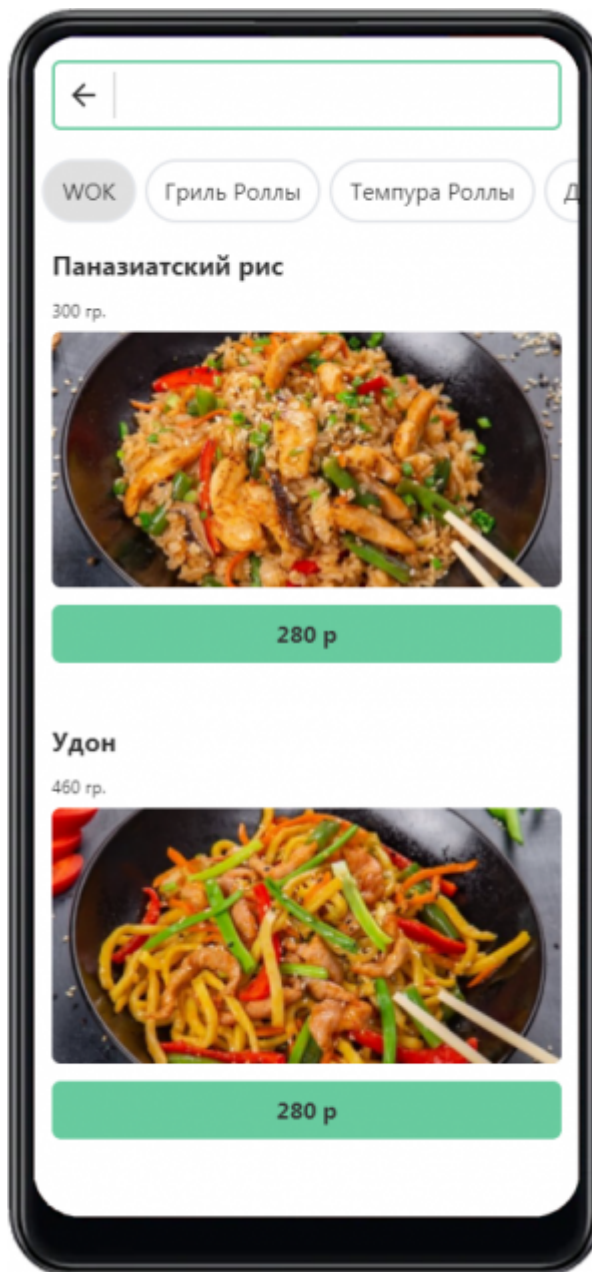 WOK Гриль Роллы Темпура Роллы Д
Паназиатский рис
300 гр.
280 р
Удон
460 гр.
280 р